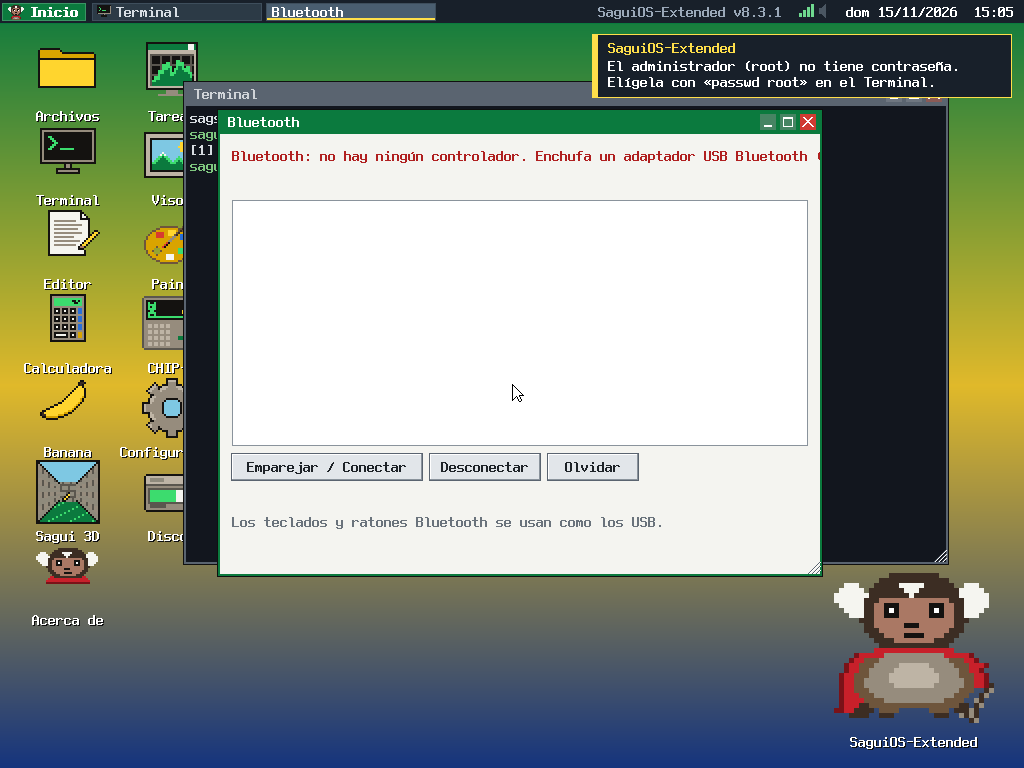 Inicio
Terminal
Bluetooth
SaguiOS-Extended v8.3.1
dom 15/11/2026
15:05
SaguiOS-Extended
El administrador (root) no tiene contraseña.
Elígela con «passwd root» en el Terminal.
Archivos
Terminal
Editor
Calculadora
CHIP-
Banana
Sagui 3D
Acerca de
Terminal
[1]
Bluetooth
Bluetooth: no hay ningún controlador. Enchufa un adaptador USB Bluetooth
Emparejar / Conectar
Desconectar
Olvidar
Los teclados y ratones Bluetooth se usan como los USB.
SaguiOS-Extended